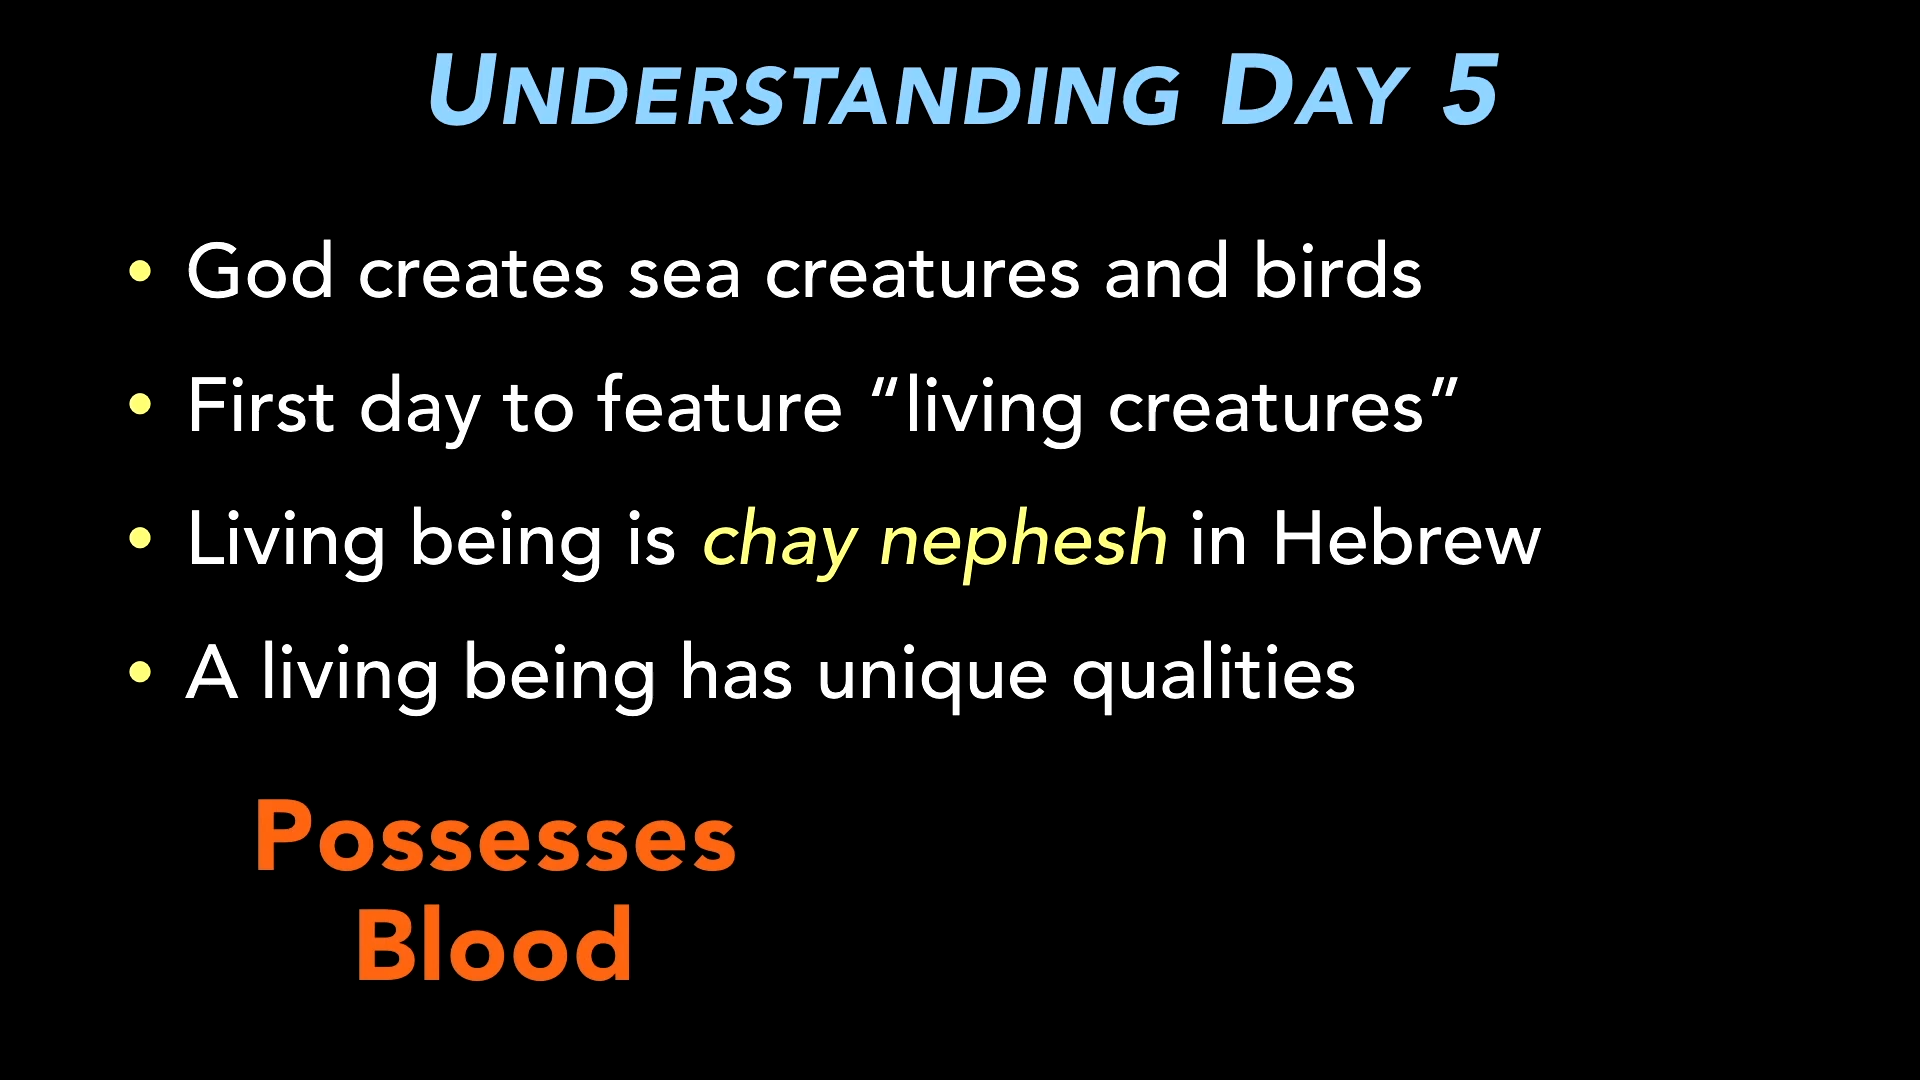 UNDERSTANDING DAY 5
• God creates sea creatures and birds
• First day to feature “living creatures”
• Living being is chay nephesh in Hebrew
• A living being has unique qualities
Possesses
Blood